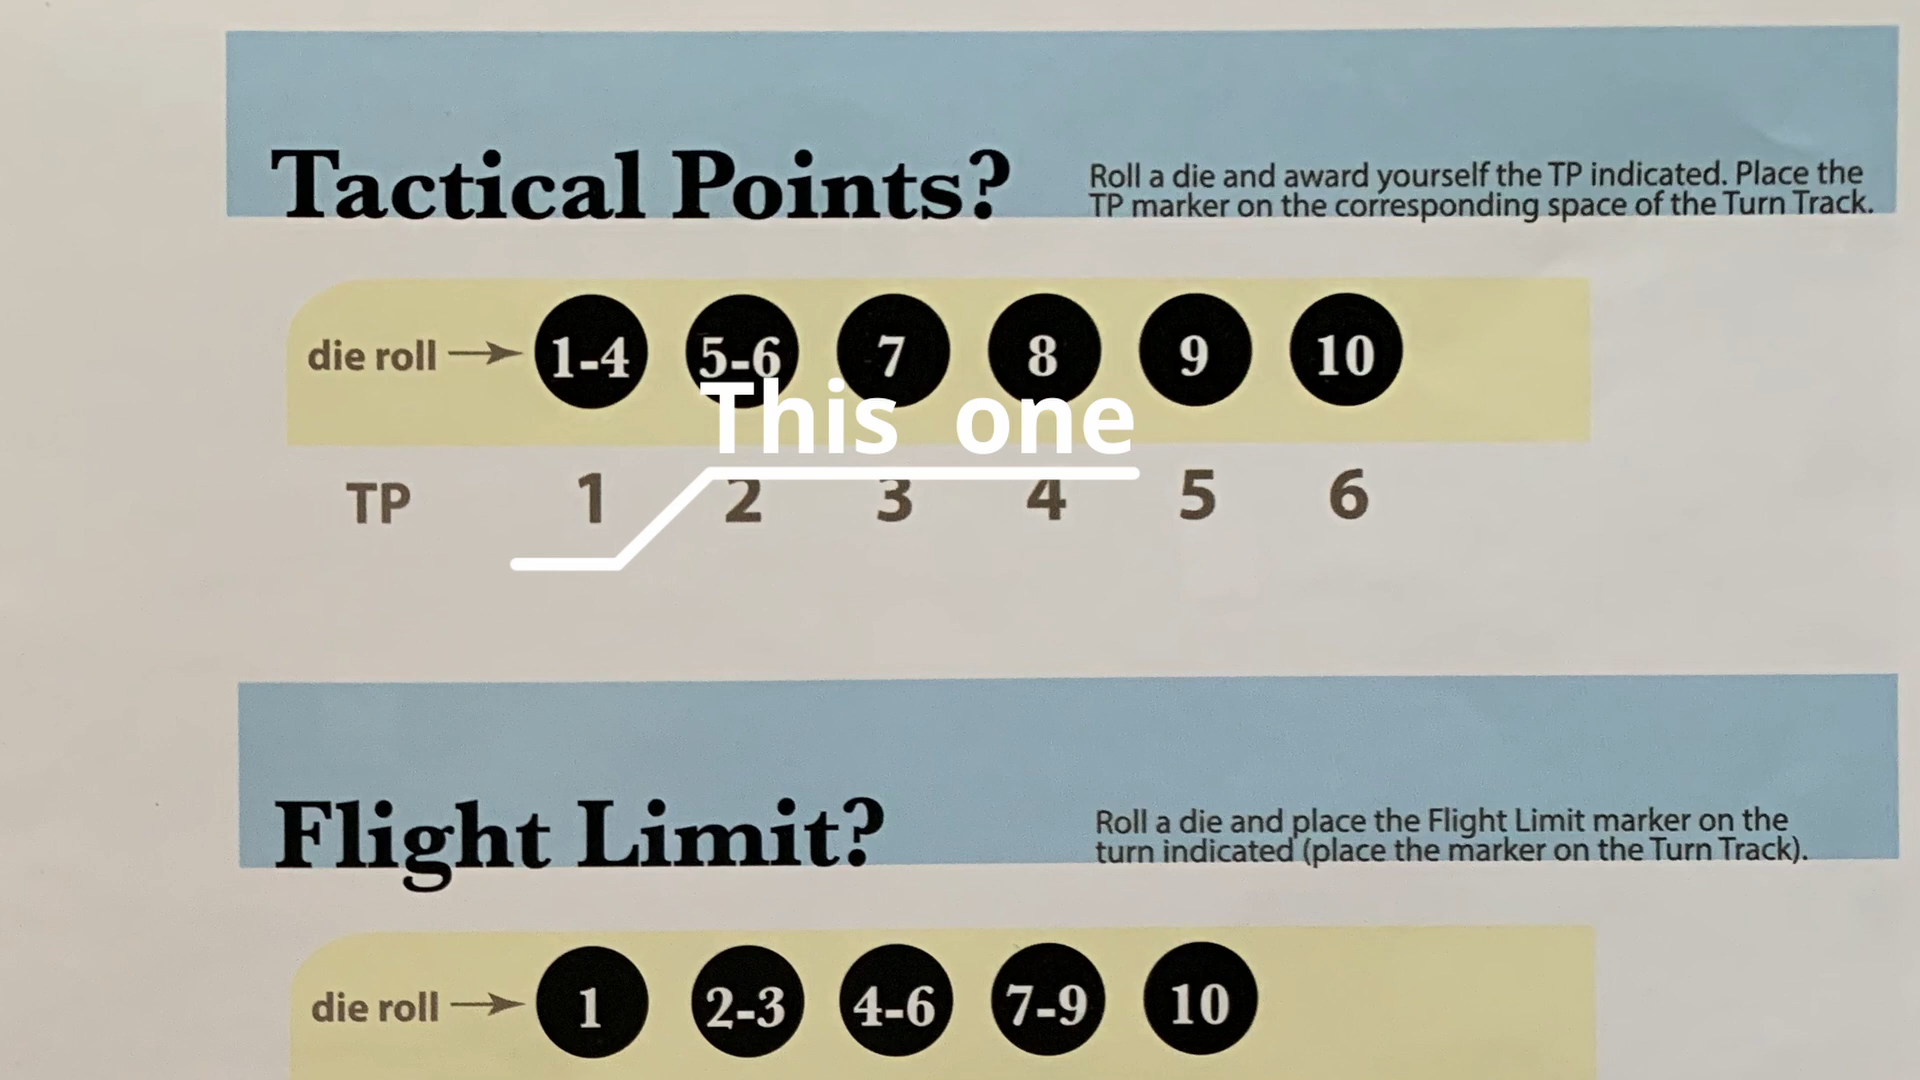 Tactical Points?
Roll a die and award yourself the TP indicated. Place the
TP marker on the corresponding space of the Turn Track.
die roll 1-4 5-6 7 8 9 10
This one
TP 1 2 3 4 5 6
Flight Limit?
Roll a die and place the Flight Limit marker on the
turn indicated (place the marker on the Turn Track).
die roll 1 2-3 4-6 7-9 10